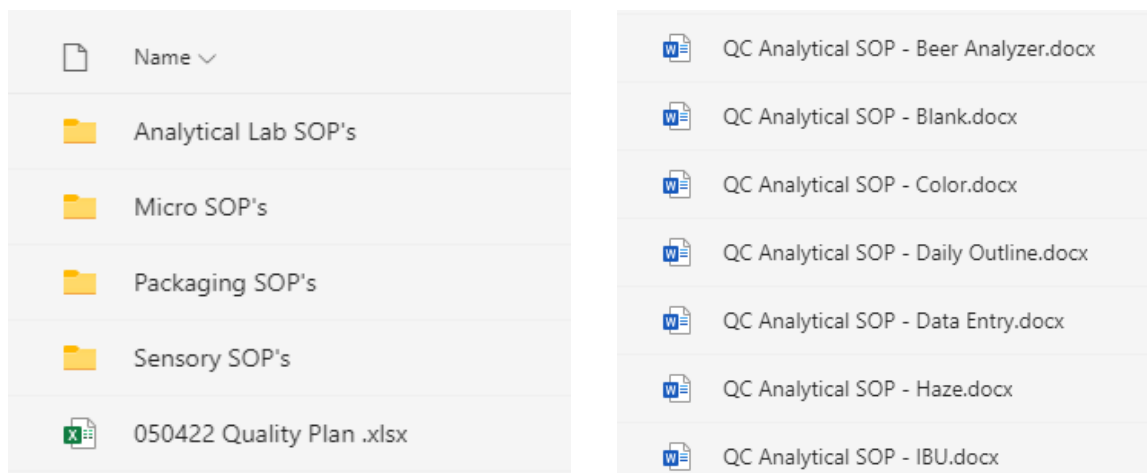 Name
Analytical Lab SOP's
Micro SOP's
Packaging SOP's
Sensory SOP's
050422 Quality Plan .xlsx
QC Analytical SOP - Beer Analyzer.docx
QC Analytical SOP - Blank.docx
QC Analytical SOP - Color.docx
QC Analytical SOP - Daily Outline.docx
QC Analytical SOP - Data Entry.docx
QC Analytical SOP - Haze.docx
QC Analytical SOP - IBU.docx